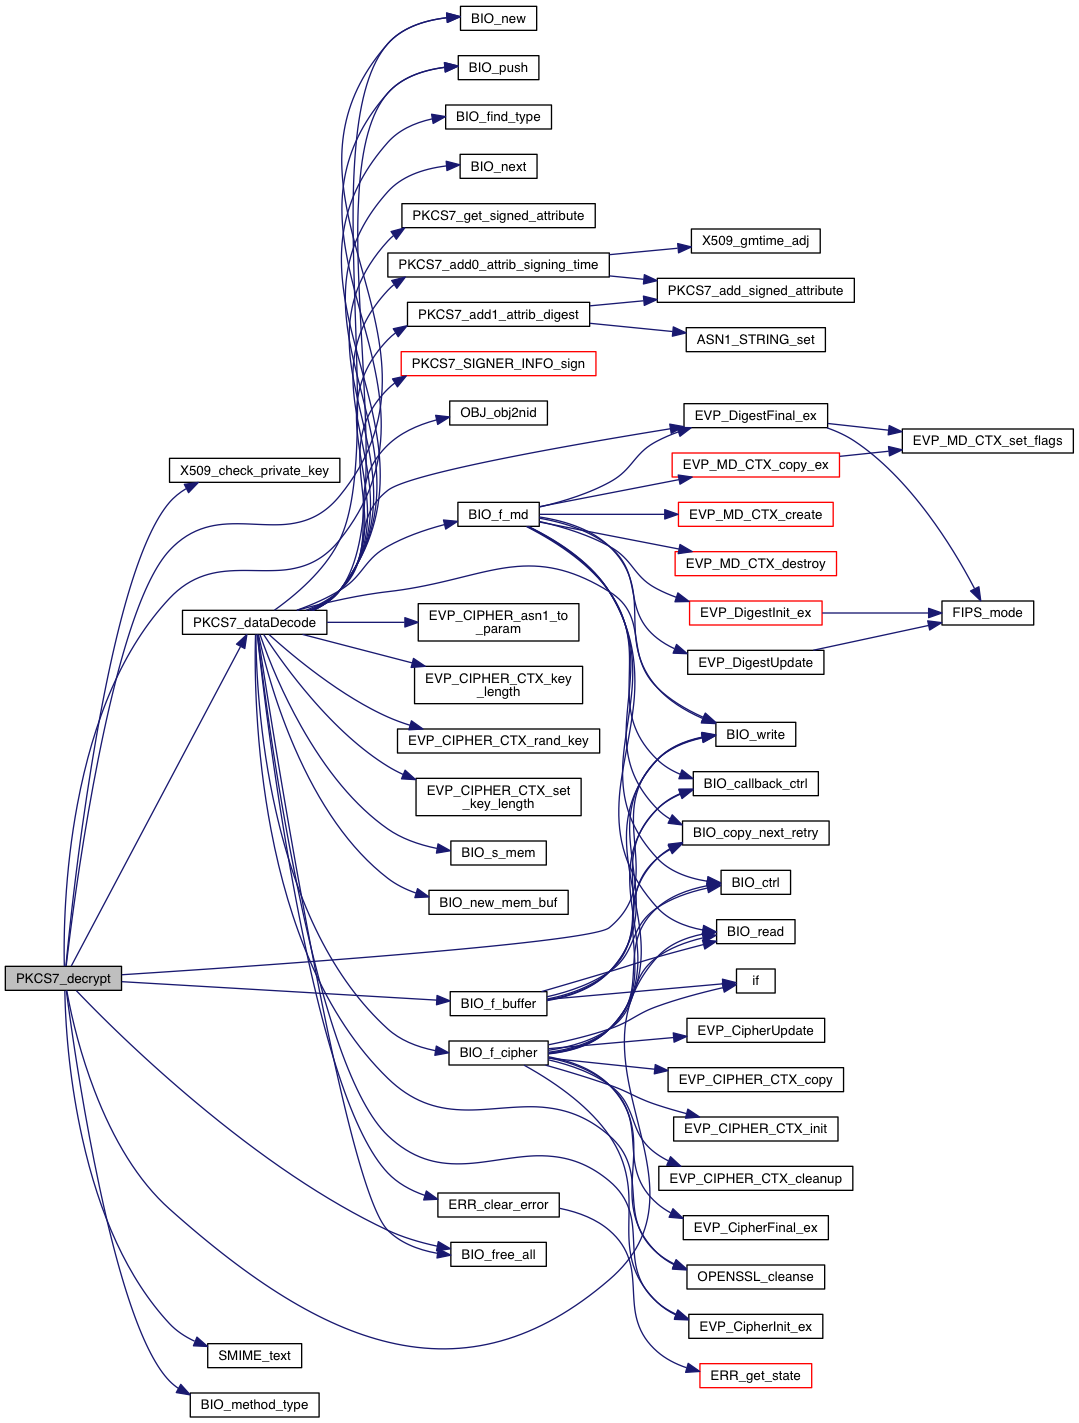 BIO_new
BIO_push
BIO_find_type
BIO_next
PKCS7_get_signed_attribute
X509_gmtime_adj
PKCS7_add0_attrib_signing_time
PKCS7_add_signed_attribute
PKCS7_add1_attrib_digest
ASN1_STRING_set
PKCS7_SIGNER_INFO_sign
OBJ_obj2nid
EVP_DigestFinal_ex
EVP_MD_CTX_set_flags
X509_check_private_key
EVP_MD_CTX_copy_ex
BIO_f_md
EVP_MD_CTX_create
EVP_MD_CTX_destroy
PKCS7_dataDecode
EVP_CIPHER_asn1_to
_param
EVP_DigestInit_ex
FIPS_mode
EVP_DigestUpdate
EVP_CIPHER_CTX_key
_length
EVP_CIPHER_CTX_rand_key
BIO_write
EVP_CIPHER_CTX_set
_key_length
BIO_callback_ctrl
BIO_copy_next_retry
BIO_s_mem
BIO_ctrl
BIO_new_mem_buf
BIO_read
PKCS7_decrypt
if
BIO_f_buffer
EVP_CipherUpdate
BIO_f_cipher
EVP_CIPHER_CTX_copy
EVP_CIPHER_CTX_init
EVP_CIPHER_CTX_cleanup
ERR_clear_error
EVP_CipherFinal_ex
BIO_free_all
OPENSSL_cleanse
EVP_CipherInit_ex
SMIME_text
ERR_get_state
BIO_method_type